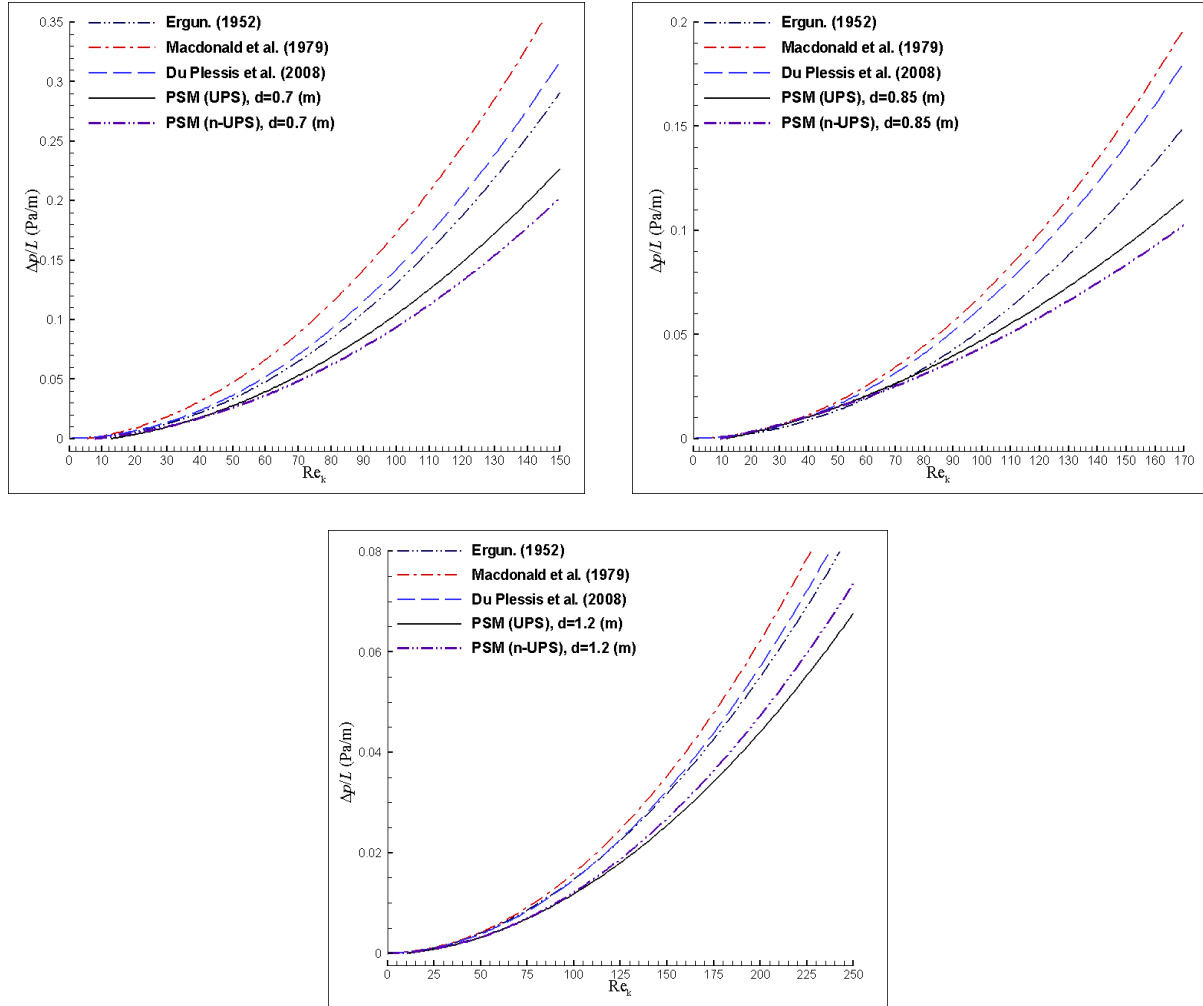 Ergun. (1952)
Macdonald et al. (1979)
Du Plessis et al. (2008)
PSM (UPS), d=0.7 (m)
PSM (n-UPS), d=0.7 (m)
0.35
0.3
0.25
0.2
0.15
0.1
0.05
0
Δp/L (Pa/m)
0 10 20 30 40 50 60 70 80 90 100 110 120 130 140 150
Reₖ
Ergun. (1952)
Macdonald et al. (1979)
Du Plessis et al. (2008)
PSM (UPS), d=0.85 (m)
PSM (n-UPS), d=0.85 (m)
0.2
0.15
0.1
0.05
0
Δp/L (Pa/m)
0 10 20 30 40 50 60 70 80 90 100 110 120 130 140 150 160 170
Reₖ
Ergun. (1952)
Macdonald et al. (1979)
Du Plessis et al. (2008)
PSM (UPS), d=1.2 (m)
PSM (n-UPS), d=1.2 (m)
0.08
0.06
0.04
0.02
0
Δp/L (Pa/m)
0 25 50 75 100 125 150 175 200 225 250
Reₖ